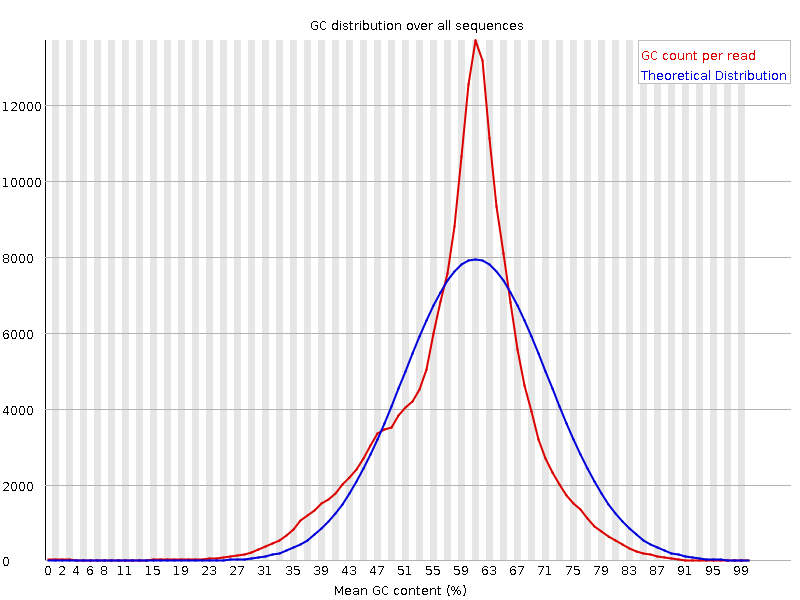 GC distribution over all sequences
GC count per read
Theoretical Distribution
12000
10000
8000
6000
4000
2000
0
0 2 4 6 8 11 15 19 23 27 31 35 39 43 47 51 55 59 63 67 71 75 79 83 87 91 95 99
Mean GC content (%)